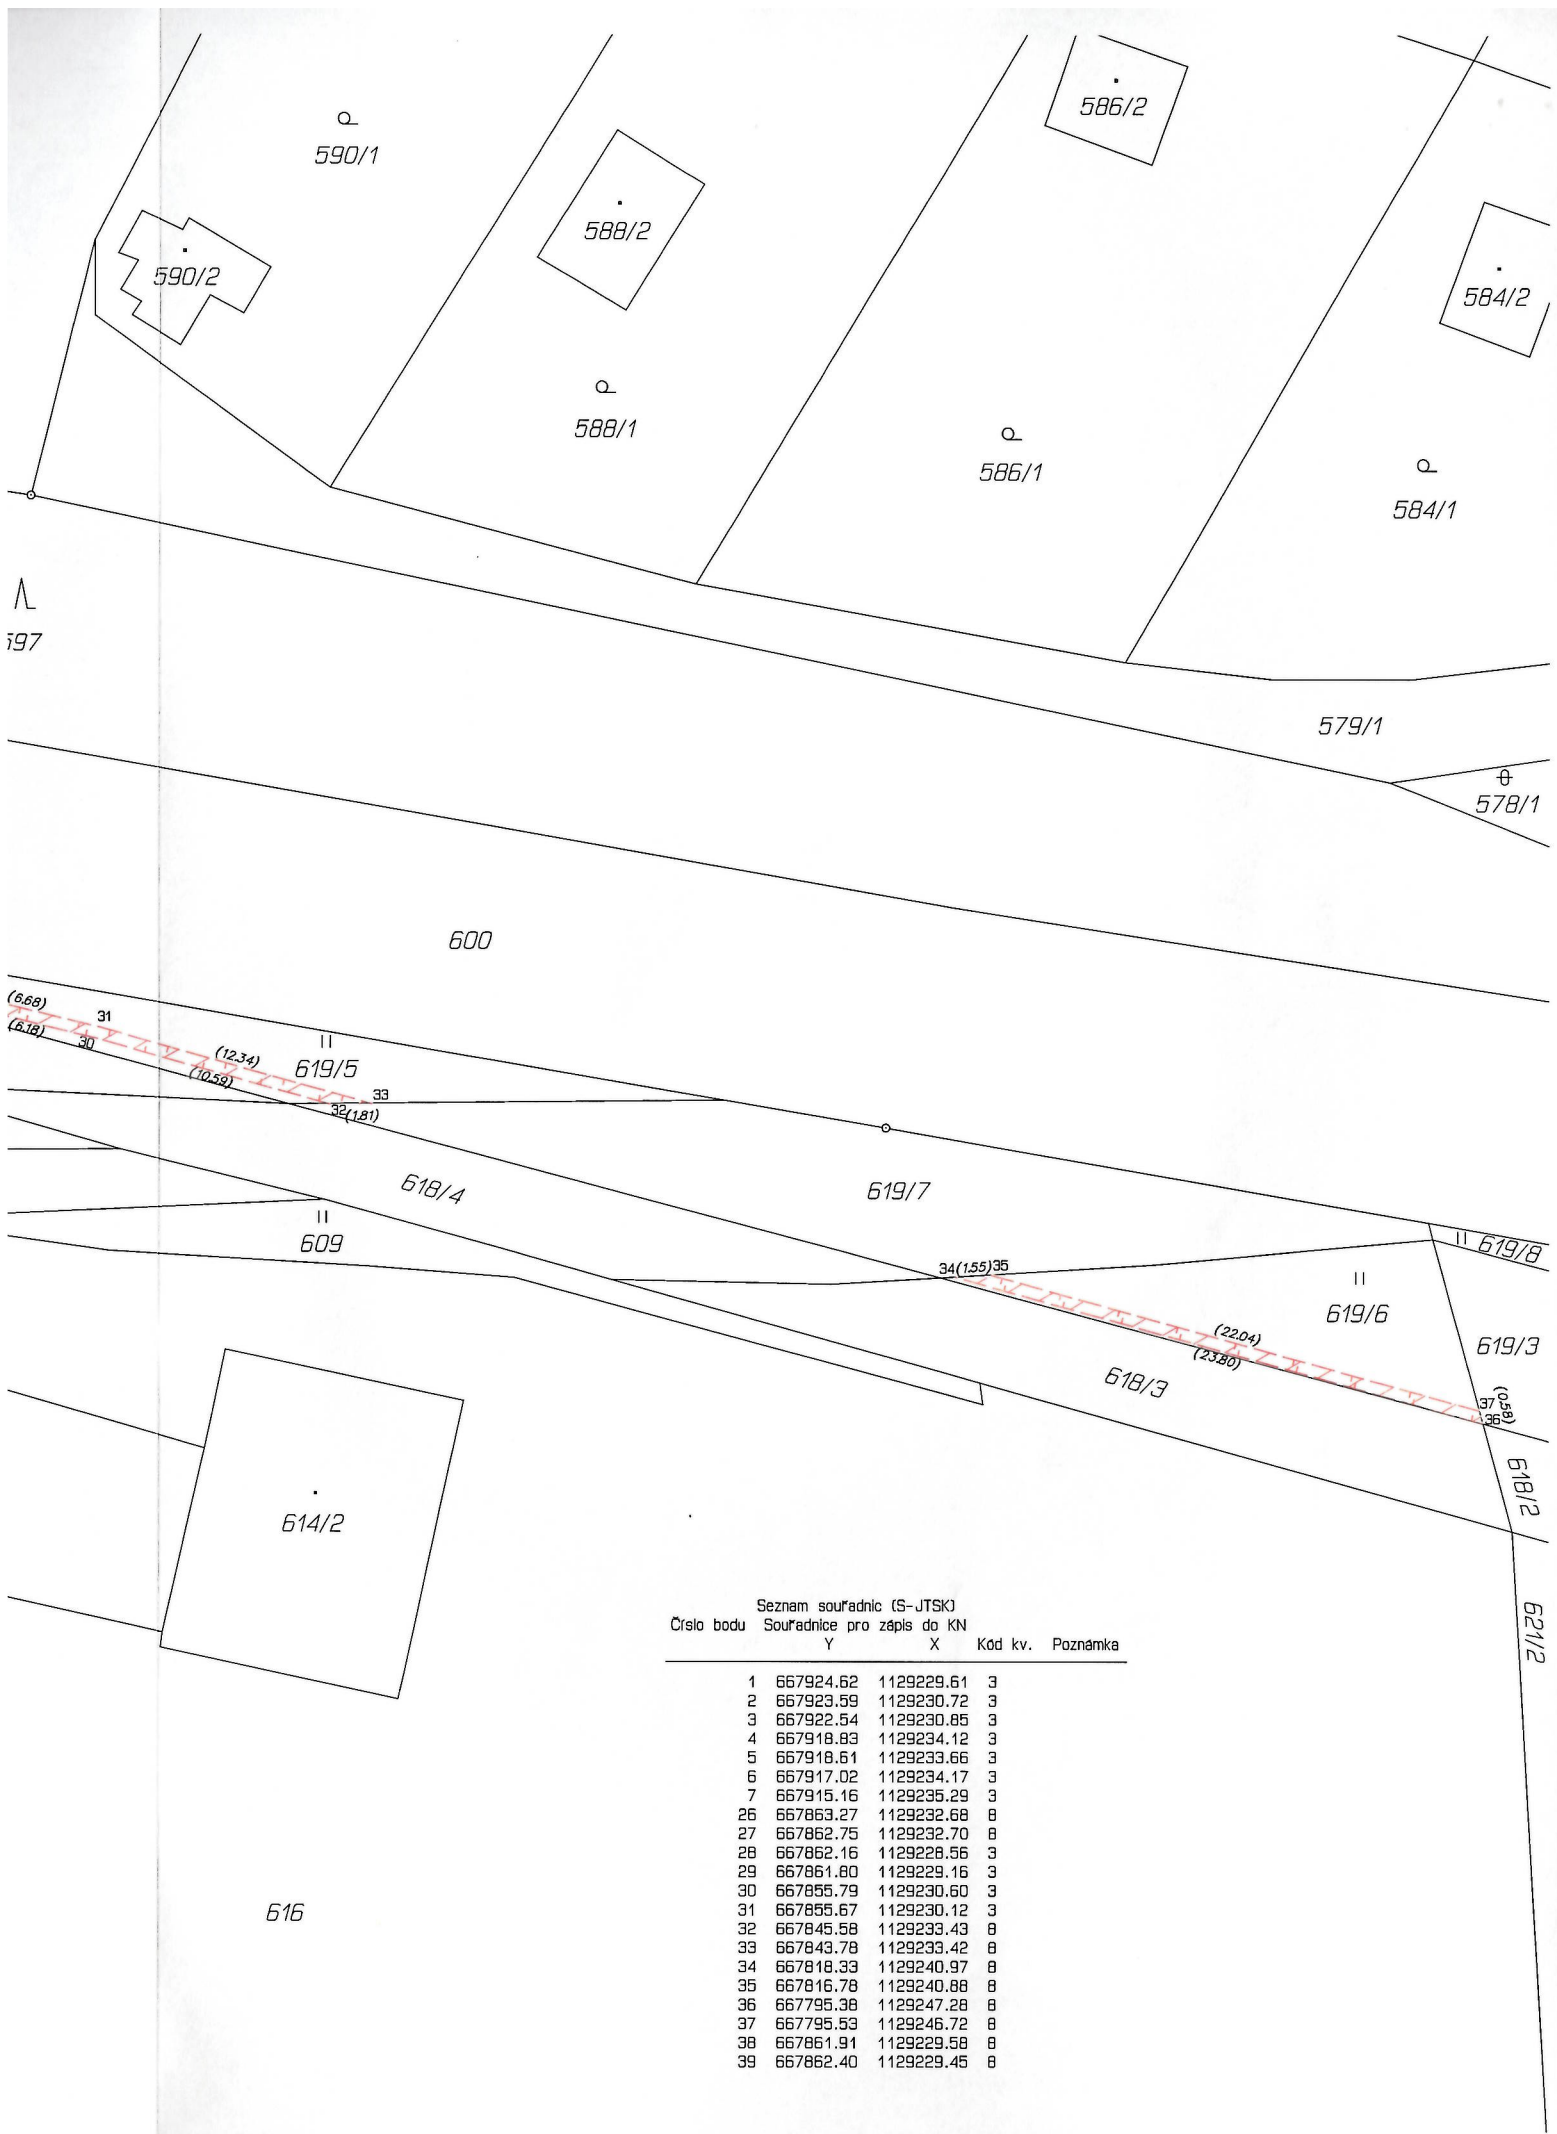 586/2
590/1
588/2
590/2
584/2
588/1
586/1
584/1
597
579/1
578/1
600
(6.68)
31
(6.18)
30
(12.34)
619/5
(10.59)
33
32(1.81)
618/4
619/7
609
619/8
34(1.55)35
619/6
(22.04)
619/3
(23.80)
618/3
37
(0.58)
36
618/2
614/2
621/2
Seznam souřadnic (S-JTSK)
Číslo bodu Souřadnice pro zápis do KN
Y X Kód kv. Poznámka
1 667924.62 1129229.61 3
2 667923.59 1129230.72 3
3 667922.54 1129230.85 3
4 667918.83 1129234.12 3
5 667918.61 1129233.66 3
6 667917.02 1129234.17 3
7 667915.16 1129235.29 3
26 667863.27 1129232.68 8
27 667862.75 1129232.70 8
28 667862.16 1129228.56 3
29 667861.80 1129229.16 3
30 667855.79 1129230.60 3
31 667855.67 1129230.12 3
32 667845.58 1129233.43 8
33 667843.78 1129233.42 8
34 667818.33 1129240.97 8
35 667816.78 1129240.88 8
36 667795.38 1129247.28 8
37 667795.53 1129246.72 8
38 667861.91 1129229.58 8
39 667862.40 1129229.45 8
616